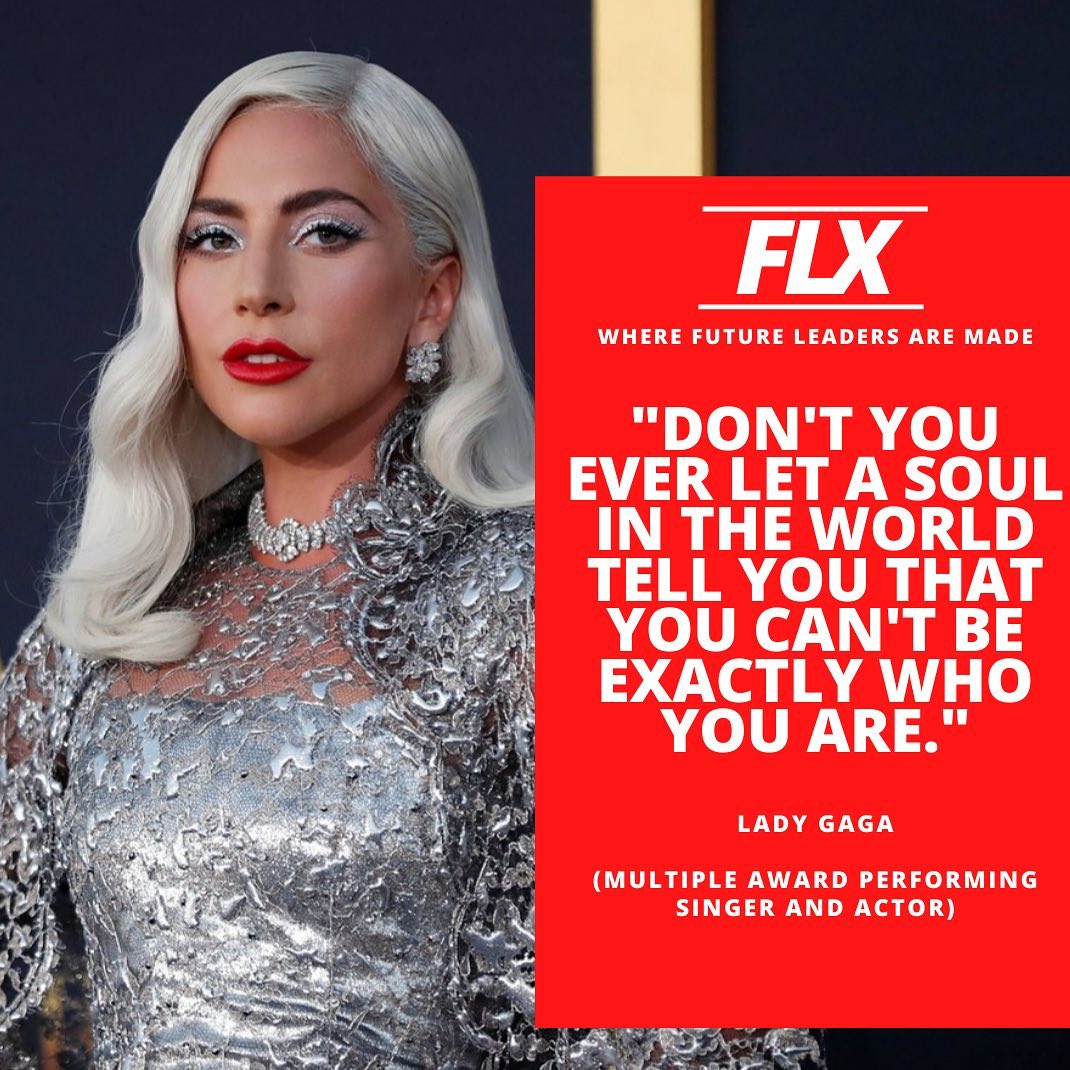 FLX
WHERE FUTURE LEADERS ARE MADE
"DON'T YOU
EVER LET A SOUL
IN THE WORLD
TELL YOU THAT
YOU CAN'T BE
EXACTLY WHO
YOU ARE."
LADY GAGA
(MULTIPLE AWARD PERFORMING
SINGER AND ACTOR)